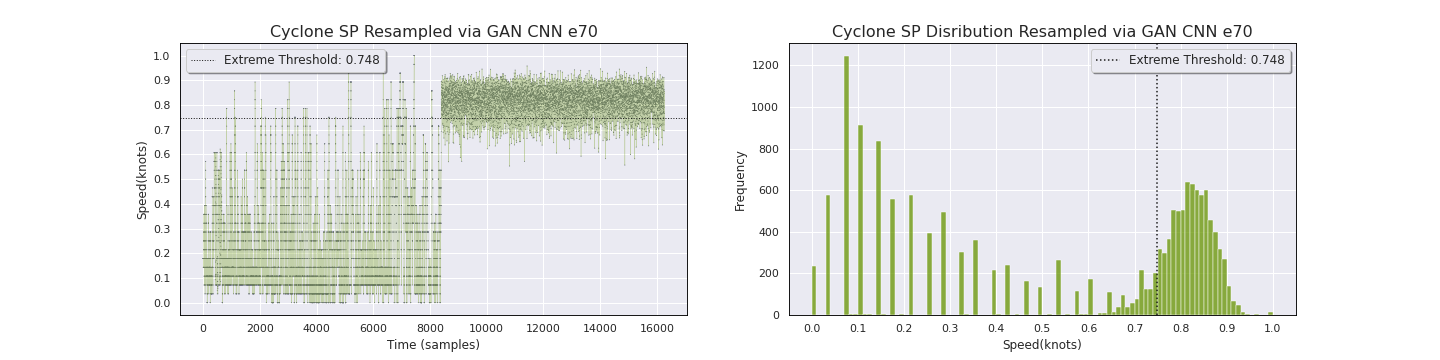 Cyclone SP Resampled via GAN CNN e70
Extreme Threshold: 0.748
1.0
0.9
0.8
0.7
0.6
0.5
0.4
0.3
0.2
0.1
0.0
Speed(knots)
0 2000 4000 6000 8000 10000 12000 14000 16000
Time (samples)
Cyclone SP Disribution Resampled via GAN CNN e70
Extreme Threshold: 0.748
1200
1000
800
600
400
200
0
Frequency
0.0 0.1 0.2 0.3 0.4 0.5 0.6 0.7 0.8 0.9 1.0
Speed(knots)